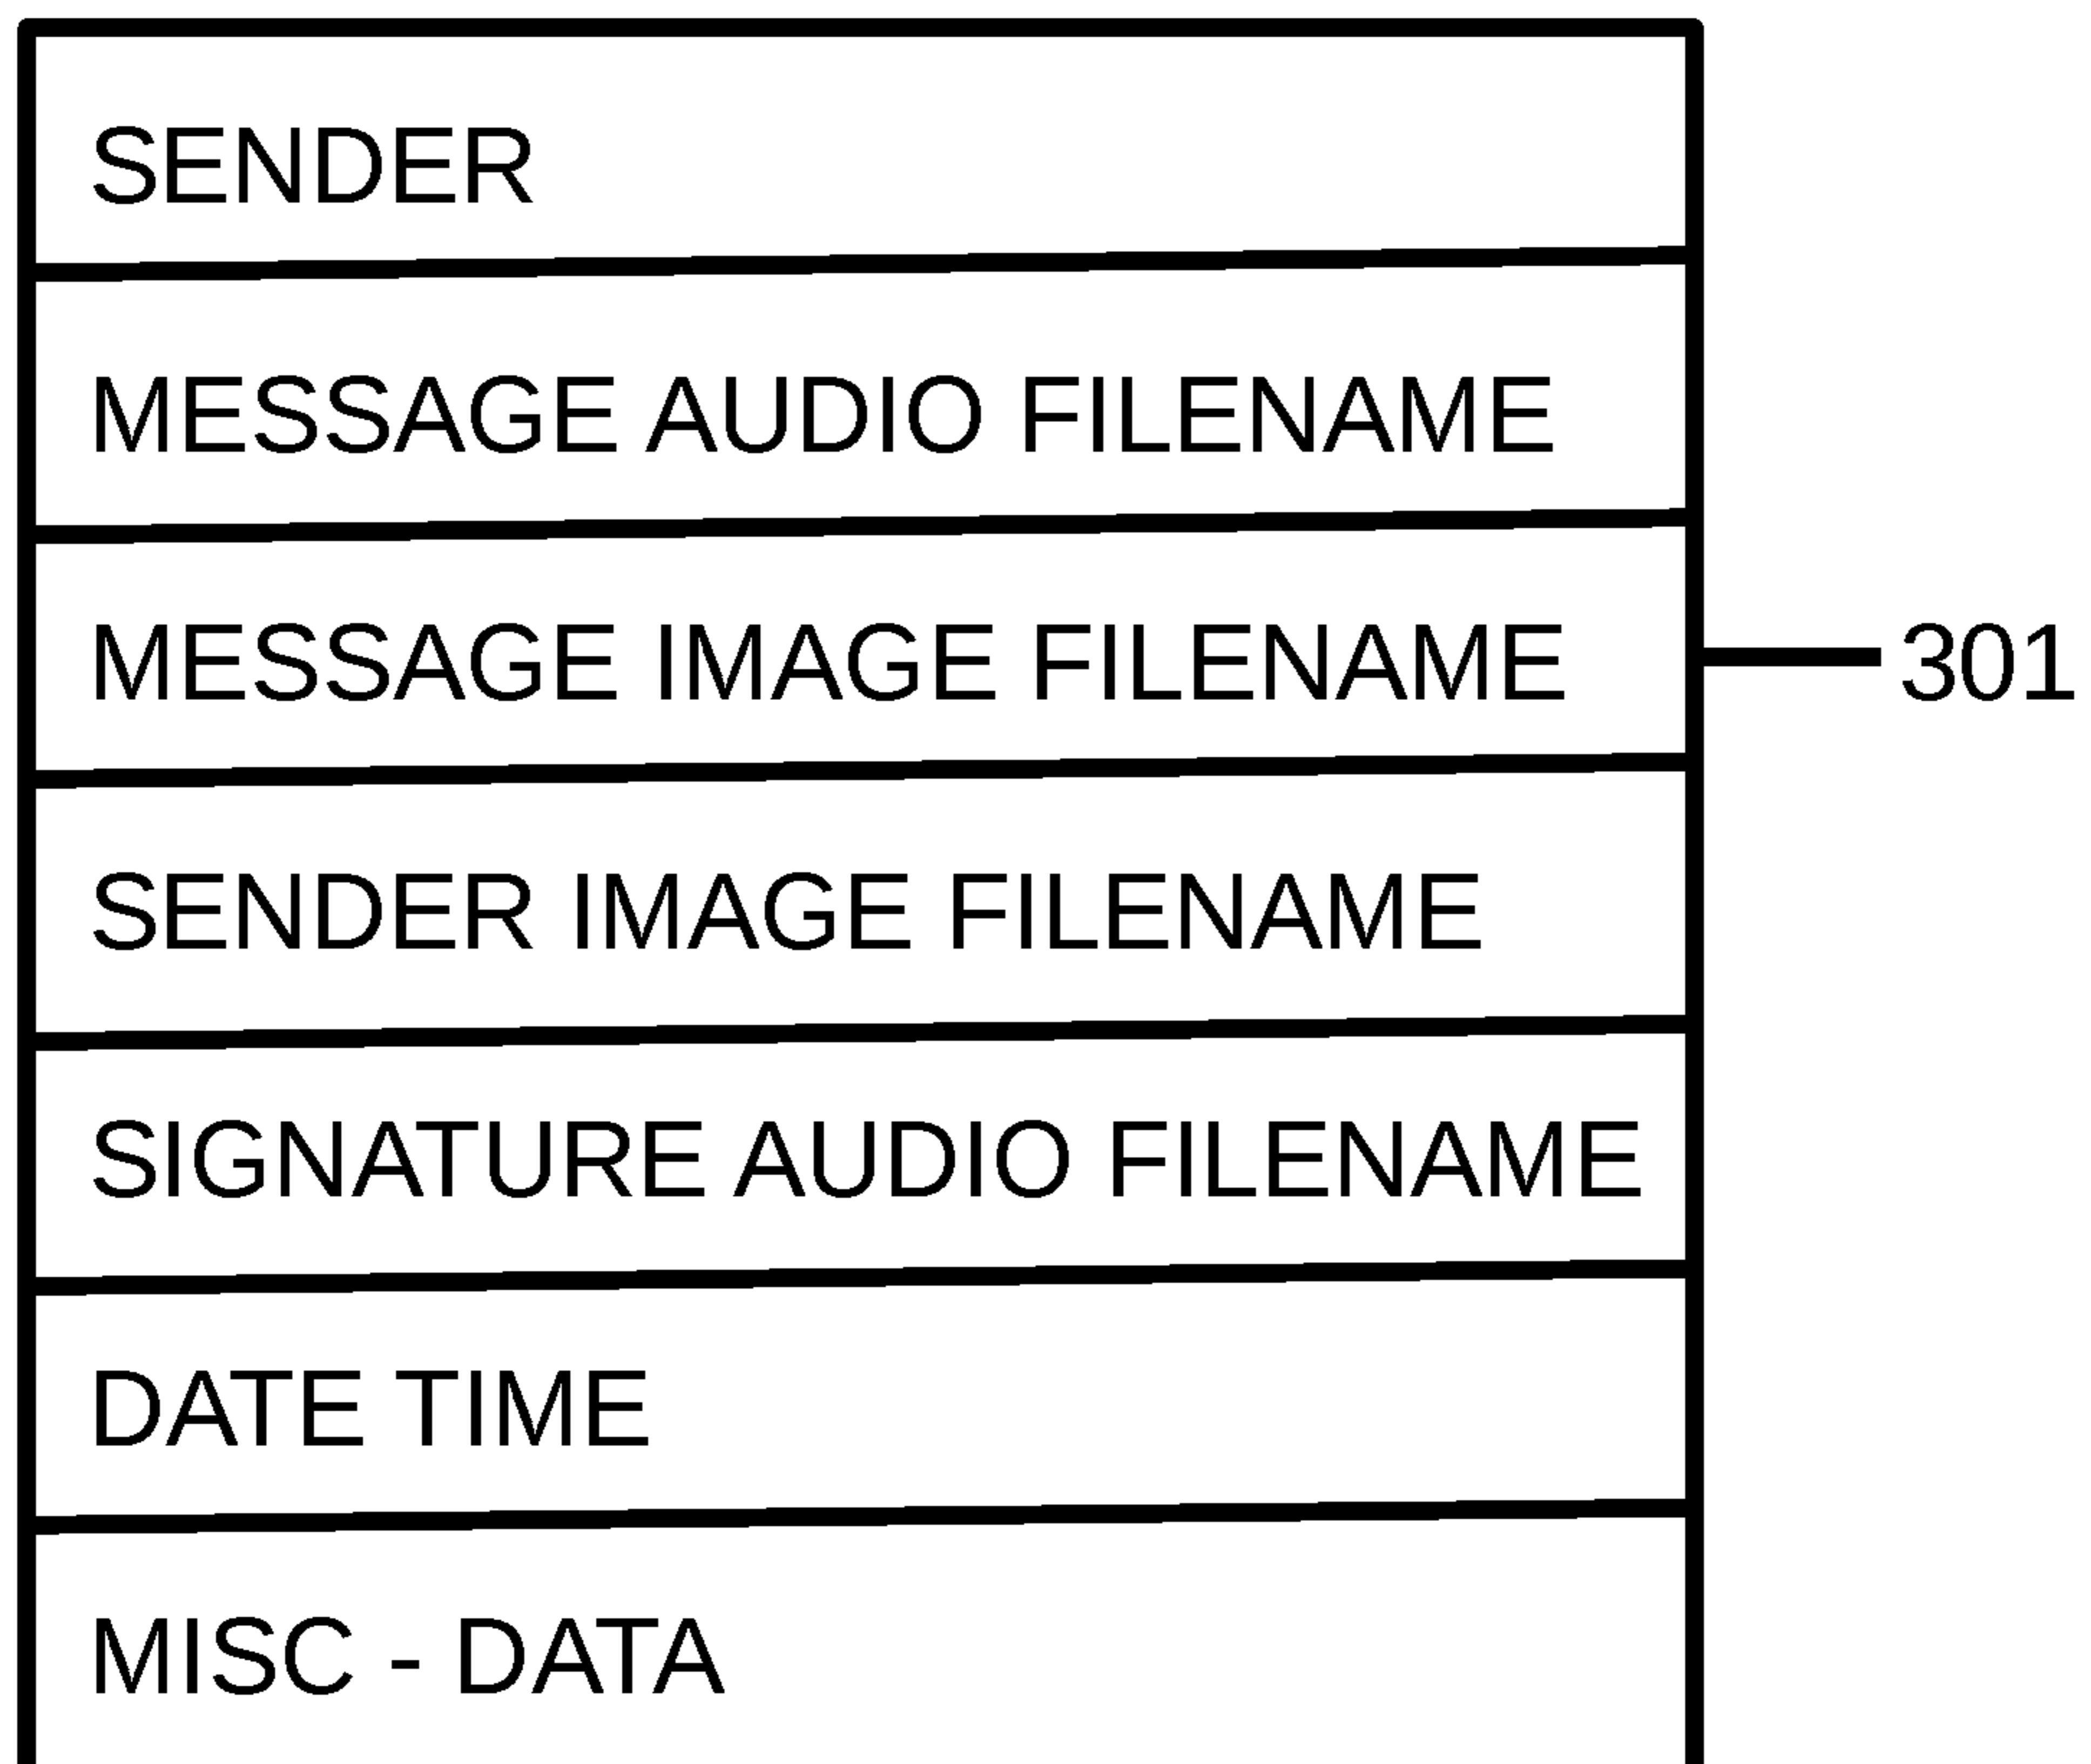 SENDER
MESSAGE AUDIO FILENAME
MESSAGE IMAGE FILENAME
301
SENDER IMAGE FILENAME
SIGNATURE AUDIO FILENAME
DATE TIME
MISC - DATA